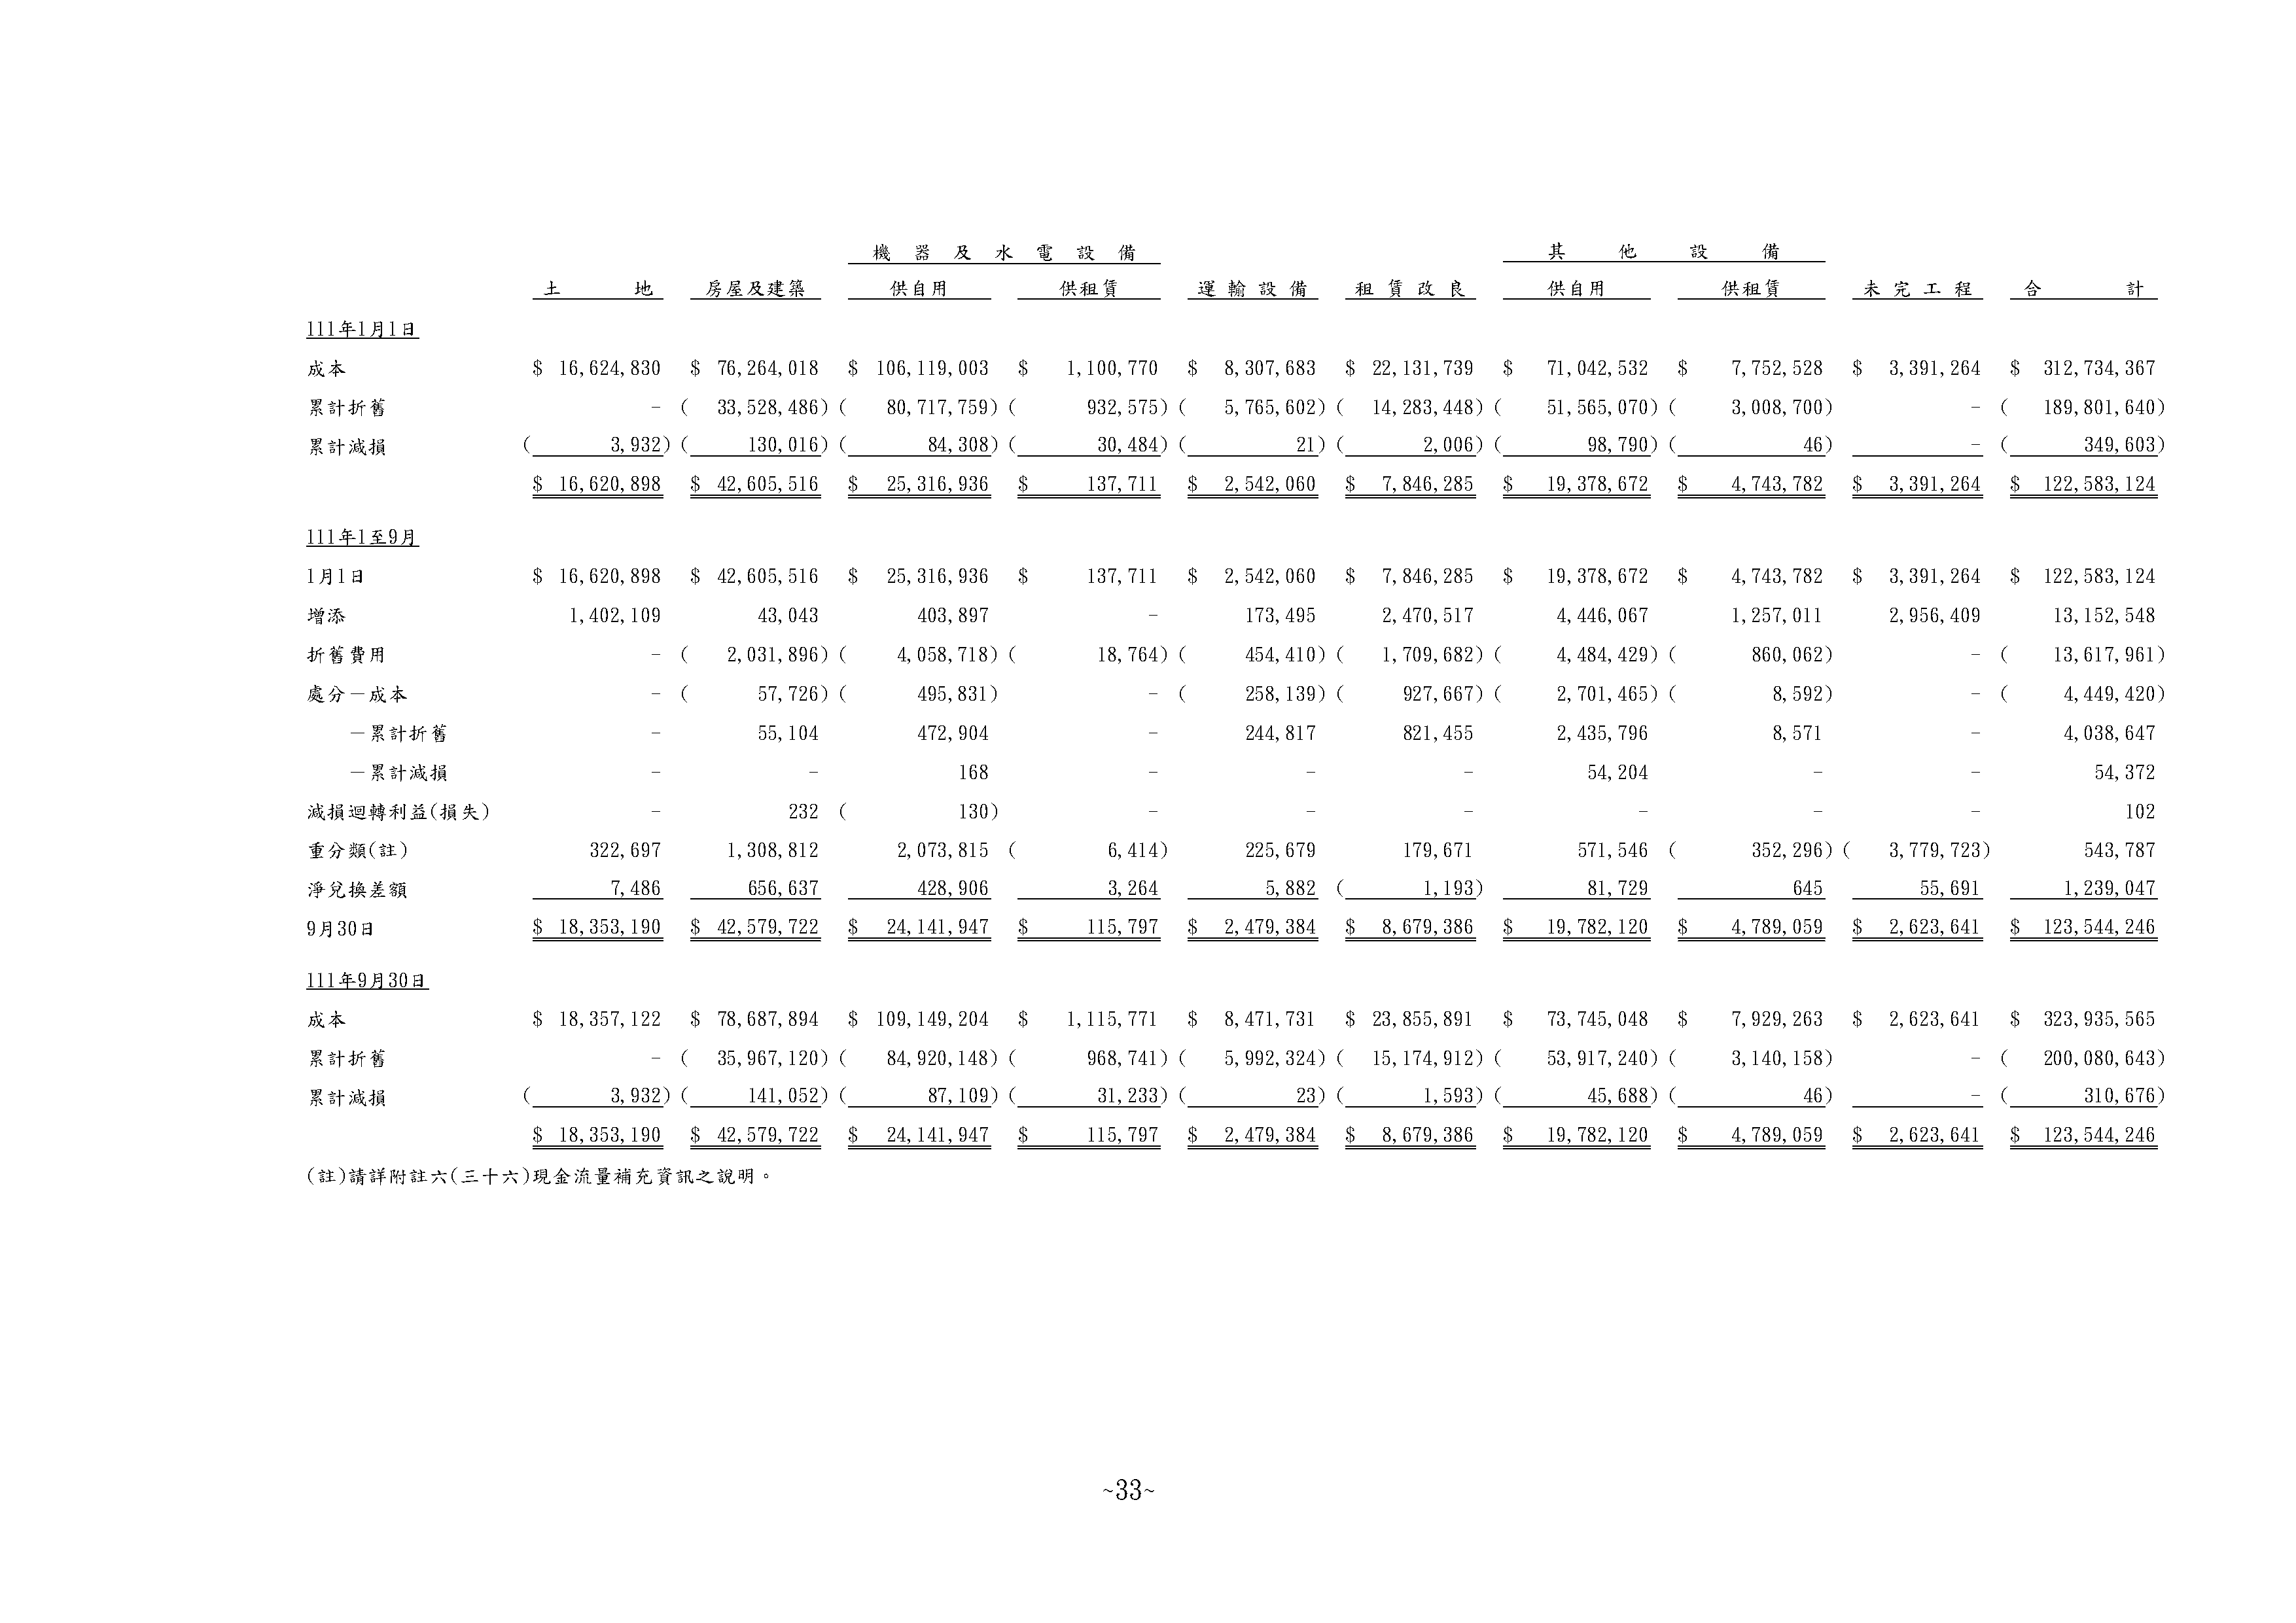 機器及水電設備 其他設備
土地 房屋及建築 供自用 供租賃 運輸設備 租賃改良 供自用 供租賃 未完工程 合計
111年1月1日
成本 $ 16,624,830 $ 76,264,018 $ 106,119,003 $ 1,100,770 $ 8,307,683 $ 22,131,739 $ 71,042,532 $ 7,752,528 $ 3,391,264 $ 312,734,367
累計折舊 - ( 33,528,486) ( 80,717,759) ( 932,575) ( 5,765,602) ( 14,283,448) ( 51,565,070) ( 3,008,700) - ( 189,801,640)
累計減損 ( 3,932) ( 130,016) ( 84,308) ( 30,484) ( 21) ( 2,006) ( 98,790) ( 46) - ( 349,603)
$ 16,620,898 $ 42,605,516 $ 25,316,936 $ 137,711 $ 2,542,060 $ 7,846,285 $ 19,378,672 $ 4,743,782 $ 3,391,264 $ 122,583,124
111年1至9月
1月1日 $ 16,620,898 $ 42,605,516 $ 25,316,936 $ 137,711 $ 2,542,060 $ 7,846,285 $ 19,378,672 $ 4,743,782 $ 3,391,264 $ 122,583,124
增添 1,402,109 43,043 403,897 - 173,495 2,470,517 4,446,067 1,257,011 2,956,409 13,152,548
折舊費用 - ( 2,031,896) ( 4,058,718) ( 18,764) ( 454,410) ( 1,709,682) ( 4,484,429) ( 860,062) - ( 13,617,961)
處分－成本 - ( 57,726) ( 495,831) - ( 258,139) ( 927,667) ( 2,701,465) ( 8,592) - ( 4,449,420)
－累計折舊 - 55,104 472,904 - 244,817 821,455 2,435,796 8,571 - 4,038,647
－累計減損 - - 168 - - - 54,204 - - 54,372
減損迴轉利益(損失) - 232 ( 130) - - - - - - 102
重分類(註) 322,697 1,308,812 2,073,815 ( 6,414) 225,679 179,671 571,546 ( 352,296) ( 3,779,723) 543,787
淨兌換差額 7,486 656,637 428,906 3,264 5,882 ( 1,193) 81,729 645 55,691 1,239,047
9月30日 $ 18,353,190 $ 42,579,722 $ 24,141,947 $ 115,797 $ 2,479,384 $ 8,679,386 $ 19,782,120 $ 4,789,059 $ 2,623,641 $ 123,544,246
111年9月30日
成本 $ 18,357,122 $ 78,687,894 $ 109,149,204 $ 1,115,771 $ 8,471,731 $ 23,855,891 $ 73,745,048 $ 7,929,263 $ 2,623,641 $ 323,935,565
累計折舊 - ( 35,967,120) ( 84,920,148) ( 968,741) ( 5,992,324) ( 15,174,912) ( 53,917,240) ( 3,140,158) - ( 200,080,643)
累計減損 ( 3,932) ( 141,052) ( 87,109) ( 31,233) ( 23) ( 1,593) ( 45,688) ( 46) - ( 310,676)
$ 18,353,190 $ 42,579,722 $ 24,141,947 $ 115,797 $ 2,479,384 $ 8,679,386 $ 19,782,120 $ 4,789,059 $ 2,623,641 $ 123,544,246
(註)請詳附註六(三十六)現金流量補充資訊之說明。
~33~